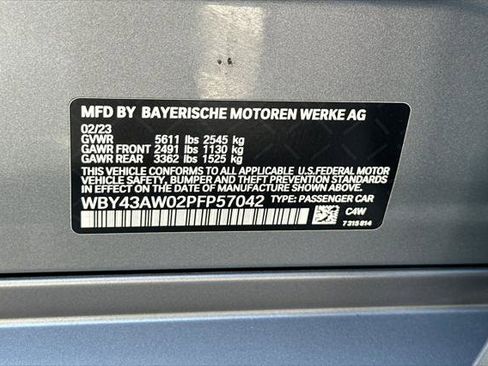 MFD BY BAYERISCHE MOTOREN WERKE AG
02/23
GVWR 5611 lbs 2545 kg
GAWR FRONT 2491 lbs 1130 kg
GAWR REAR 3362 lbs 1525 kg
THIS VEHICLE CONFORMS TO ALL APPLICABLE U.S. FEDERAL MOTOR
VEHICLE SAFETY, BUMPER, AND THEFT PREVENTION STANDARDS
IN EFFECT ON THE DATE OF MANUFACTURE SHOWN ABOVE.
WBY43AW02PFP57042 TYPE: PASSENGER CAR
C4W
7 315 814